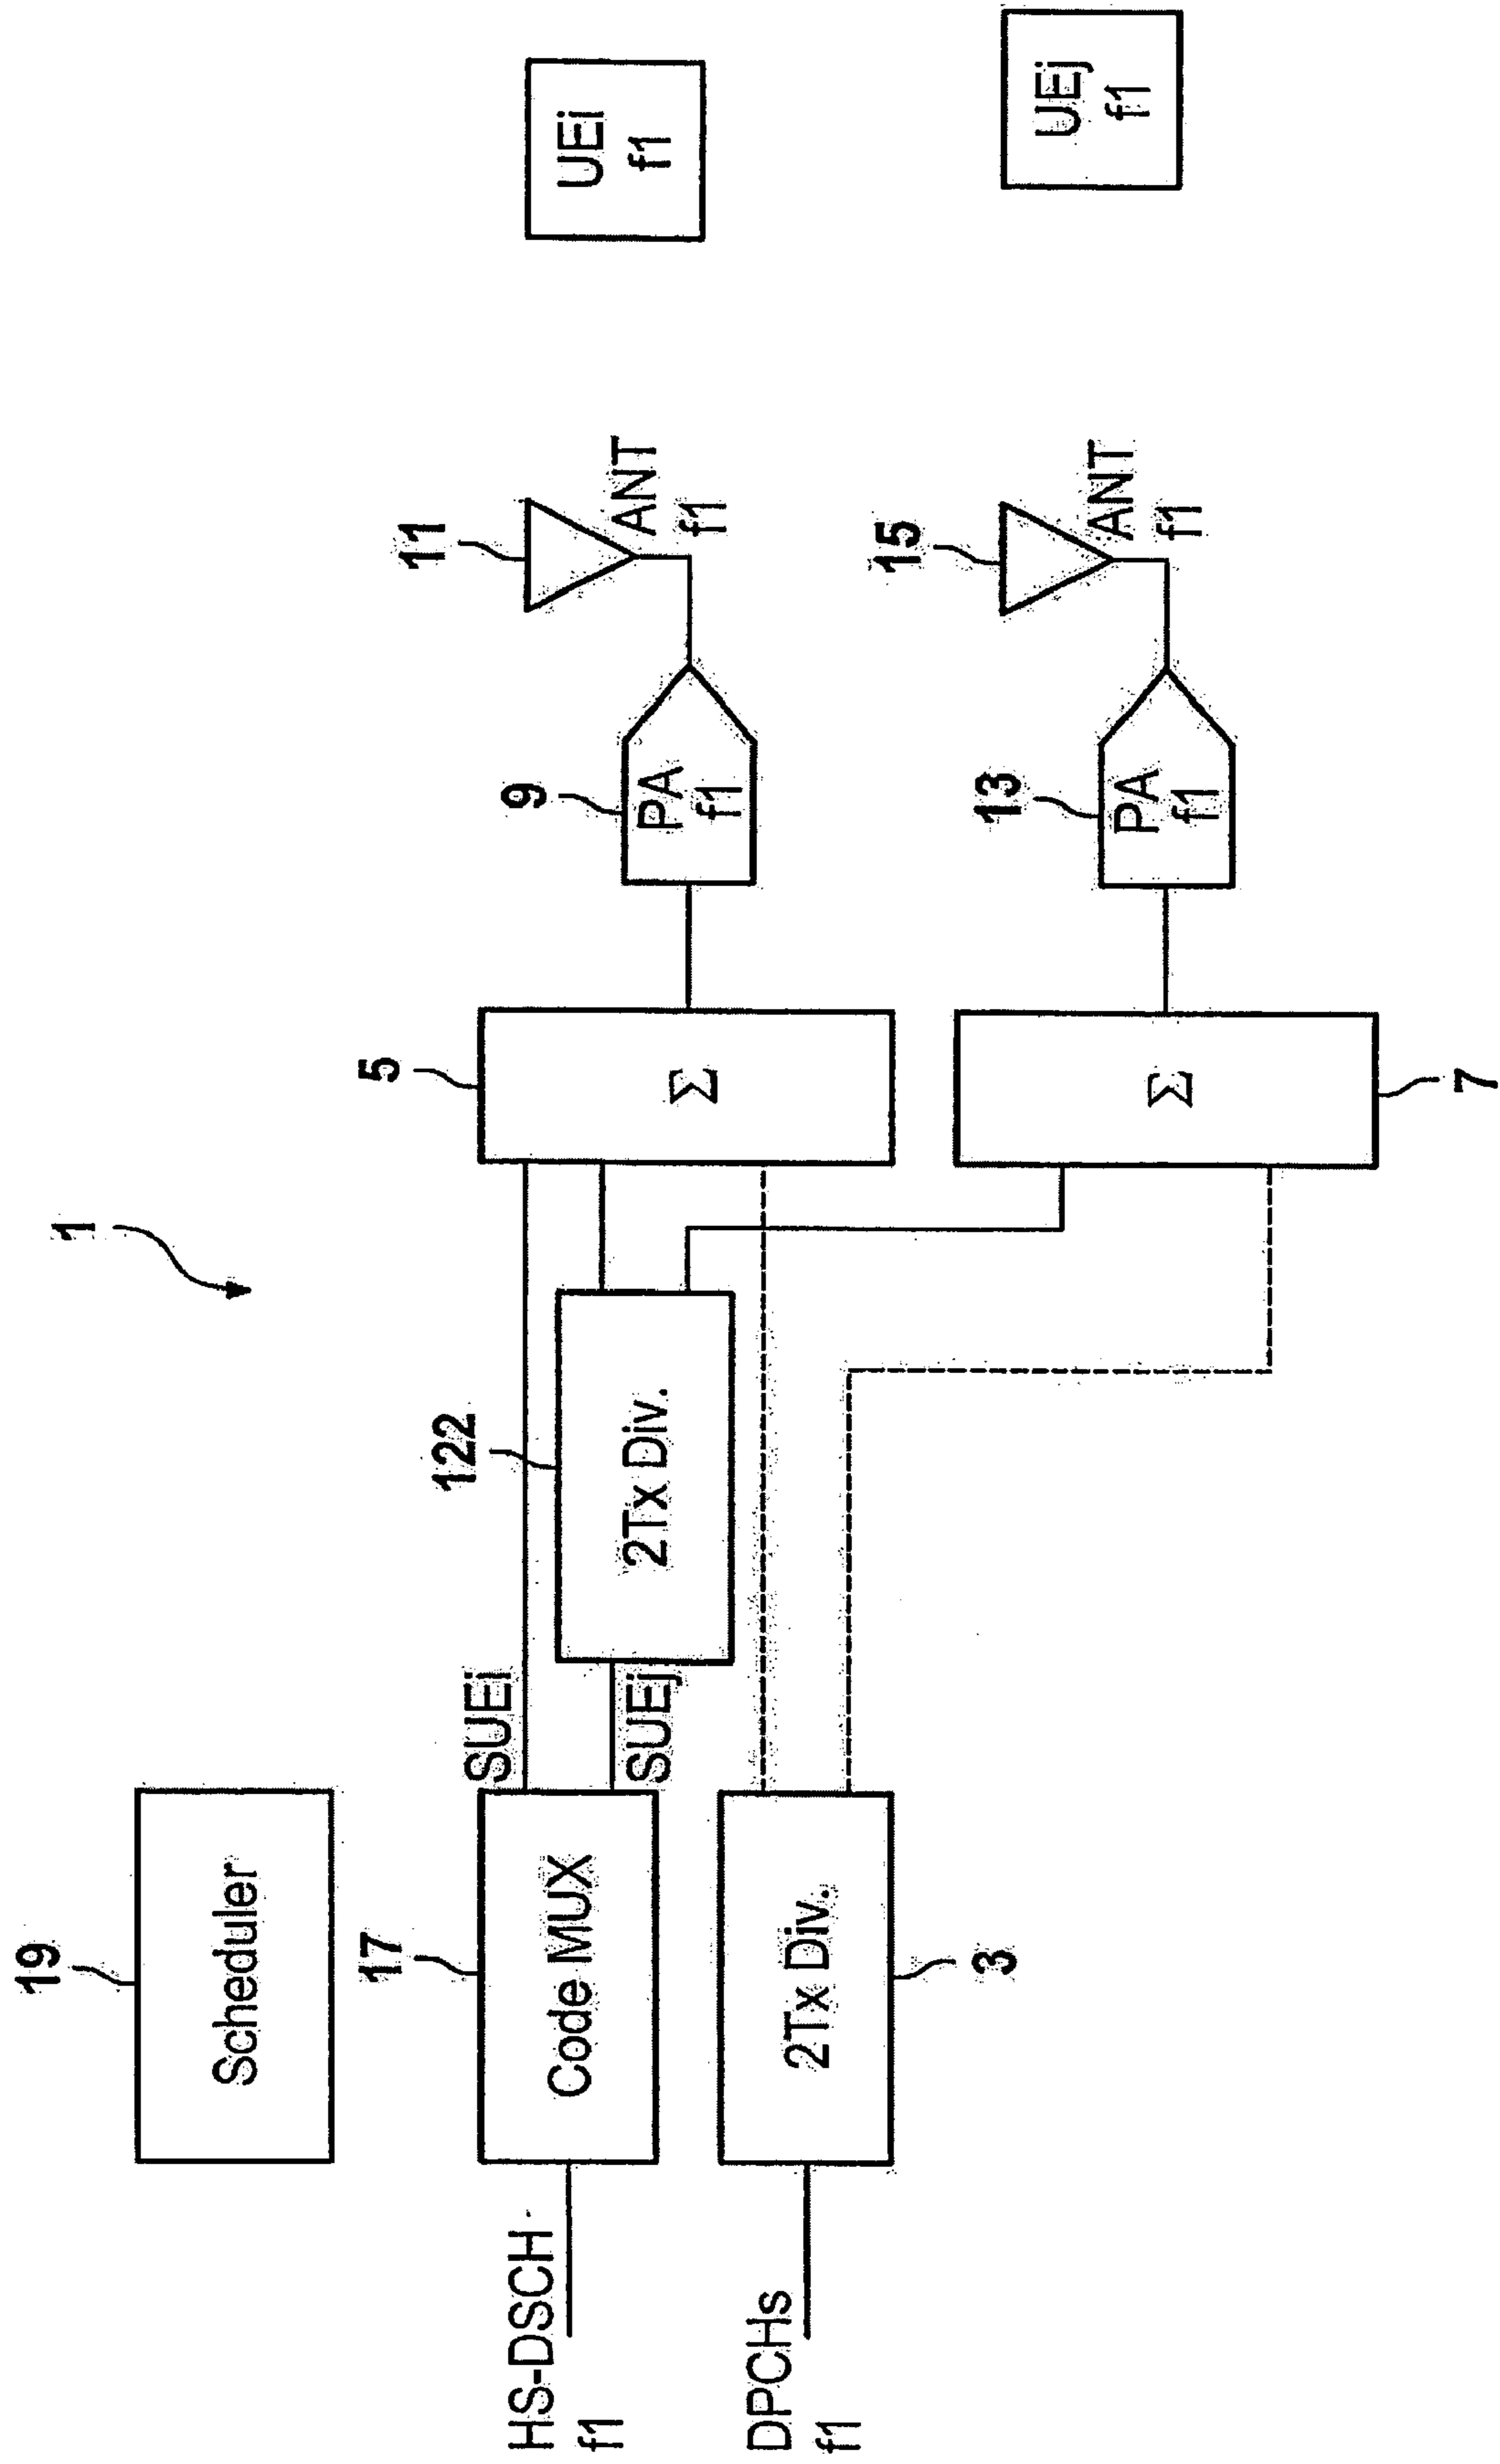 1
19
Scheduler
HS-DSCH
f1
17
Code MUX
SUEi
SUEj
122
2Tx Div.
5
Σ
9
PA
f1
11
ANT
f1
UEi
f1
DPCHs
f1
2Tx Div.
3
Σ
7
13
PA
f1
15
ANT
f1
UEj
f1